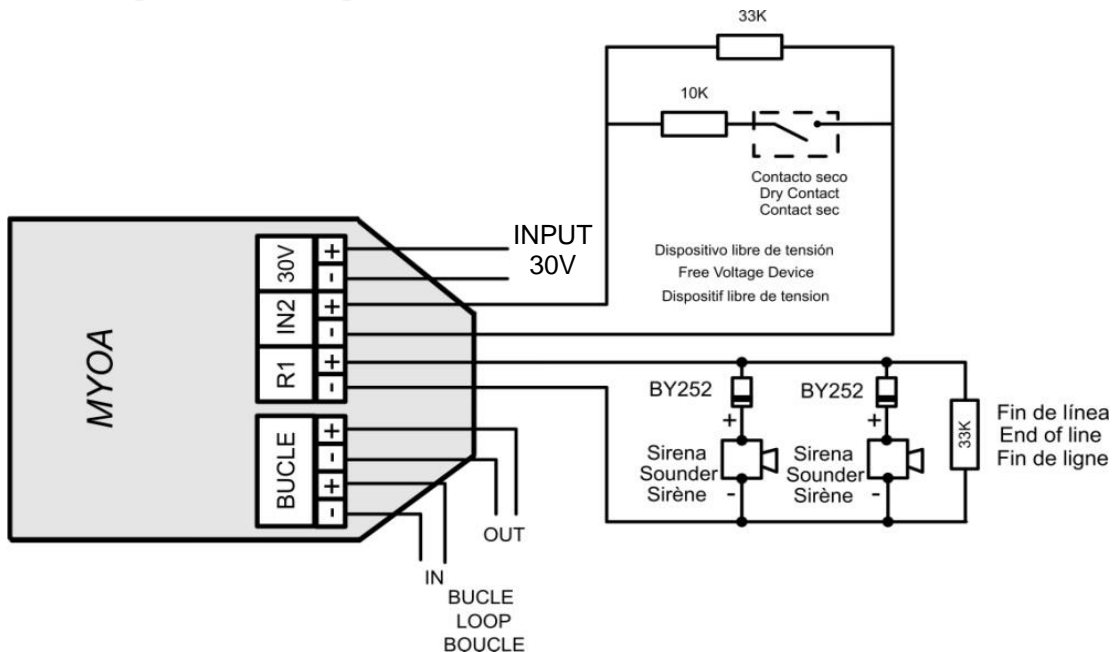 33K
10K
Contacto seco
Dry Contact
Contact sec
Dispositivo libre de tensión
Free Voltage Device
Dispositif libre de tension
INPUT
30V
MYOA
30V
+
-
IN2
+
-
R1
+
-
BUCLE
+
-
+
-
BY252
+
Sirena
Sounder
Sirène
-
BY252
+
Sirena
Sounder
Sirène
-
33K
Fin de línea
End of line
Fin de ligne
OUT
IN
BUCLE
LOOP
BOUCLE